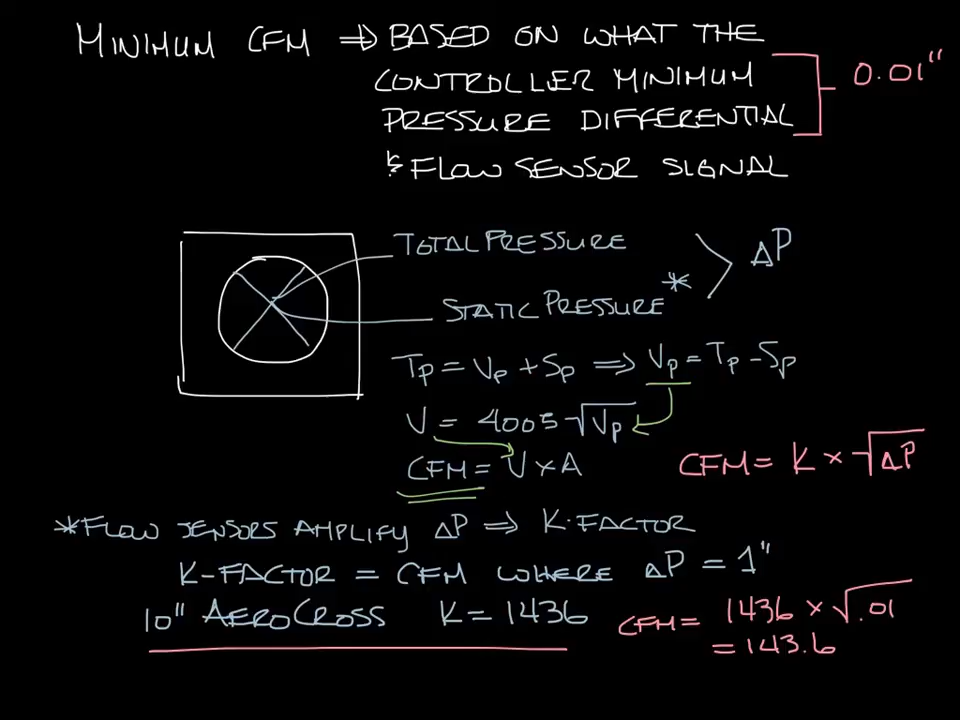 MINIMUM CFM ⇒ BASED ON WHAT THE
CONTROLLER MINIMUM
PRESSURE DIFFERENTIAL
& FLOW SENSOR SIGNAL
0.01"
TOTAL PRESSURE
STATIC PRESSURE*
ΔP
Tp = Vp + Sp ⇒ Vp = Tp - Sp
V = 4005 √Vp
CFM = V × A
CFM = K × √ΔP
*FLOW SENSORS AMPLIFY ΔP ⇒ K-FACTOR
K-FACTOR = CFM WHERE ΔP = 1"
10" AEROCROSS K = 1436
CFM = 1436 × √.01
= 143.6